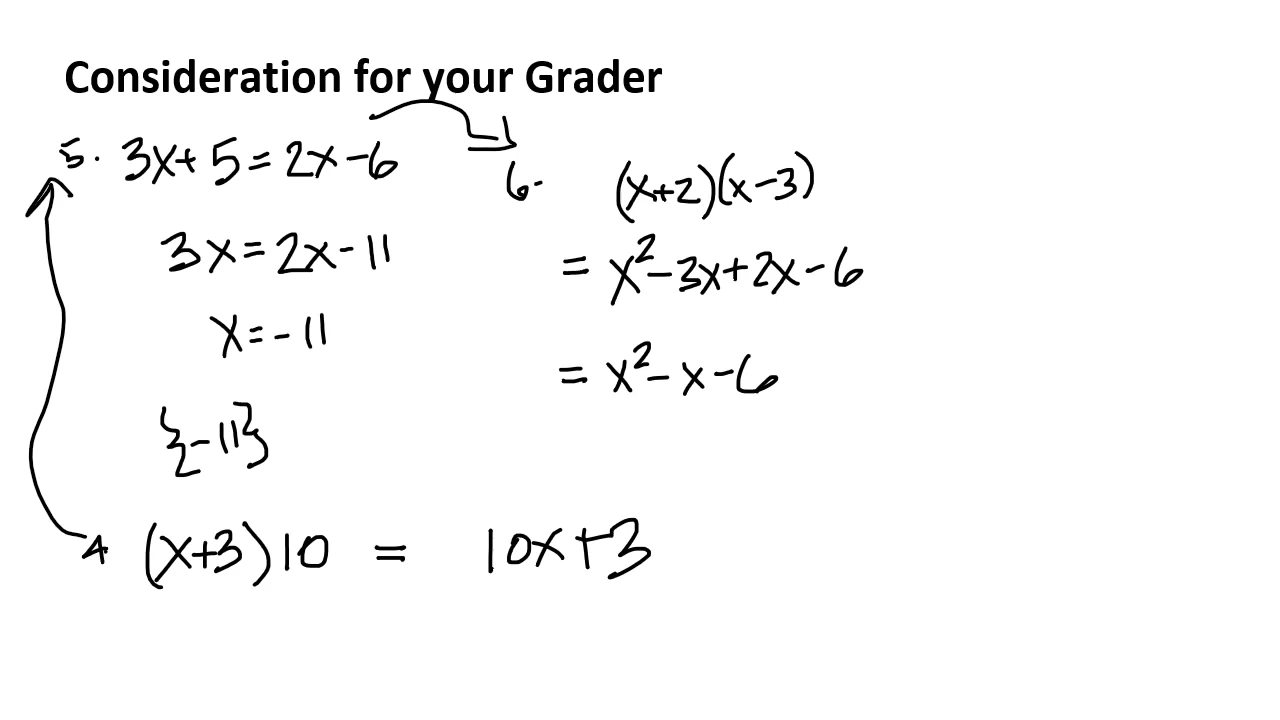 Consideration for your Grader
5. 3x + 5 = 2x - 6
3x = 2x - 11
x = - 11
{-11}
6. (x+2)(x-3)
= x² - 3x + 2x - 6
= x² - x - 6
4 (x+3)10 = 10x+3